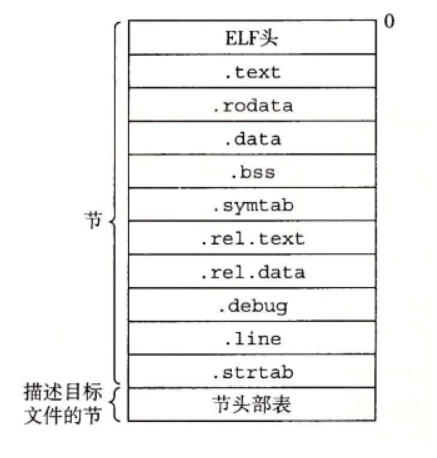 0
ELF头
.text
.rodata
.data
.bss
.symtab
节
.rel.text
.rel.data
.debug
.line
.strtab
描述目标
文件的节
节头部表